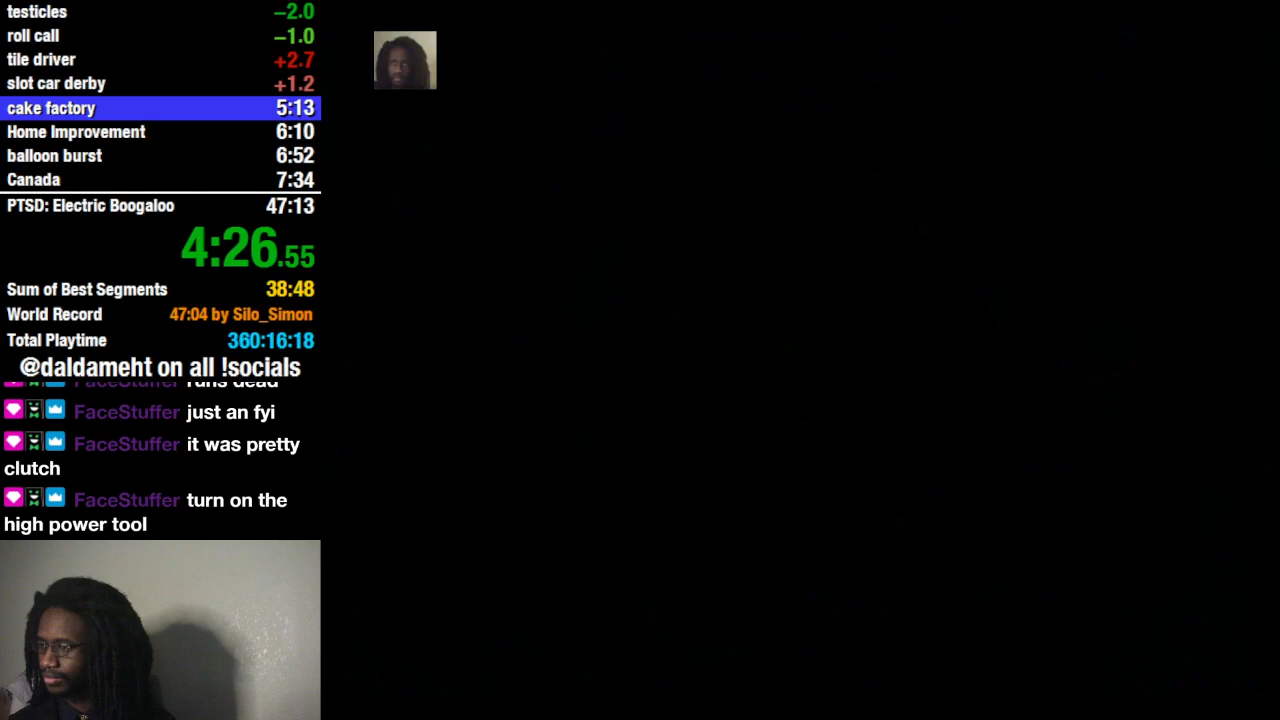 testicles −2.0
roll call −1.0
tile driver +2.7
slot car derby +1.2
cake factory 5:13
Home Improvement 6:10
balloon burst 6:52
Canada 7:34
PTSD: Electric Boogaloo 47:13
4:26.55
Sum of Best Segments 38:48
World Record 47:04 by Silo_Simon
Total Playtime 360:16:18
@daldameht on all !socials
FaceStuffer runs dead
FaceStuffer just an fyi
FaceStuffer it was pretty
clutch
FaceStuffer turn on the
high power tool